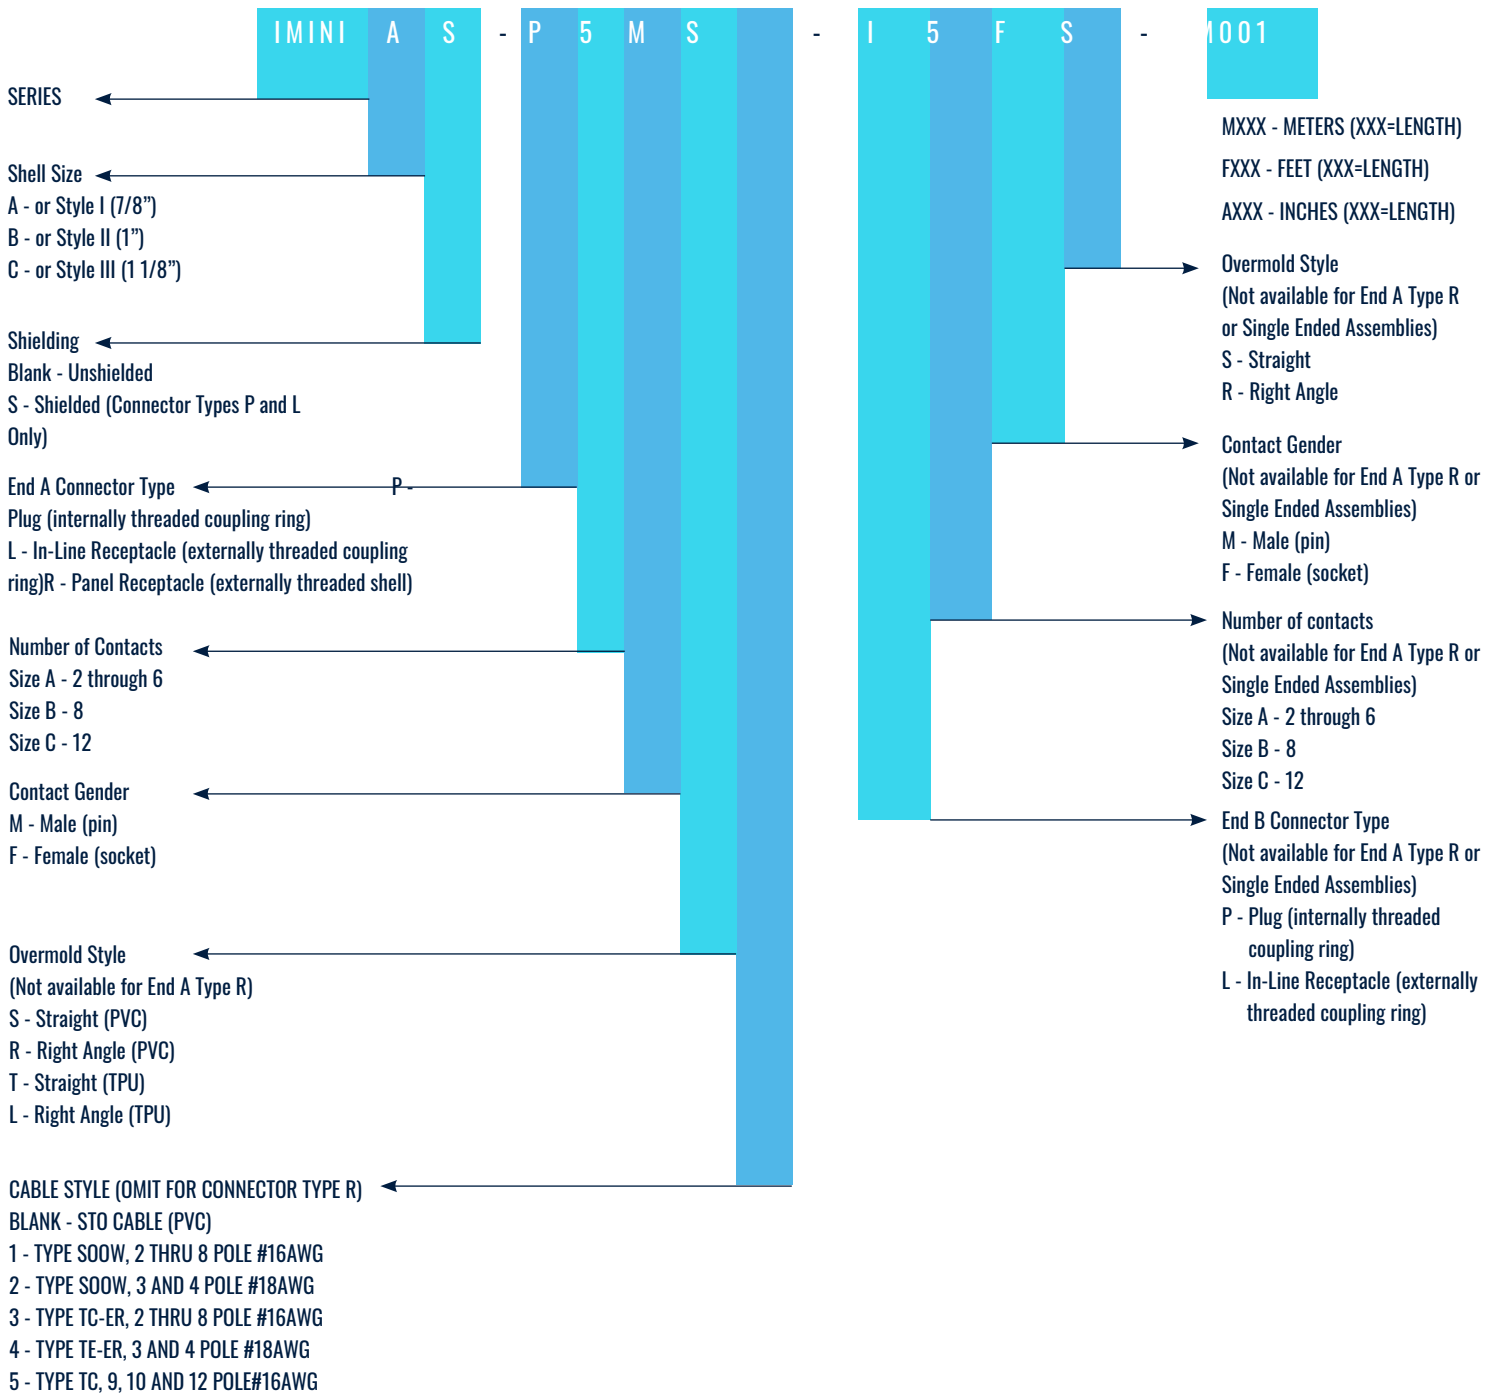 IMINI A S - P 5 M S - I 5 F S - M001
SERIES
Shell Size
A - or Style I (7/8”)
B - or Style II (1”)
C - or Style III (1 1/8”)
Shielding
Blank - Unshielded
S - Shielded (Connector Types P and L
Only)
End A Connector Type P -
Plug (internally threaded coupling ring)
L - In-Line Receptacle (externally threaded coupling
ring)R - Panel Receptacle (externally threaded shell)
Number of Contacts
Size A - 2 through 6
Size B - 8
Size C - 12
Contact Gender
M - Male (pin)
F - Female (socket)
Overmold Style
(Not available for End A Type R)
S - Straight (PVC)
R - Right Angle (PVC)
T - Straight (TPU)
L - Right Angle (TPU)
CABLE STYLE (OMIT FOR CONNECTOR TYPE R)
BLANK - STO CABLE (PVC)
1 - TYPE SOOW, 2 THRU 8 POLE #16AWG
2 - TYPE SOOW, 3 AND 4 POLE #18AWG
3 - TYPE TC-ER, 2 THRU 8 POLE #16AWG
4 - TYPE TE-ER, 3 AND 4 POLE #18AWG
5 - TYPE TC, 9, 10 AND 12 POLE#16AWG
MXXX - METERS (XXX=LENGTH)
FXXX - FEET (XXX=LENGTH)
AXXX - INCHES (XXX=LENGTH)
Overmold Style
(Not available for End A Type R
or Single Ended Assemblies)
S - Straight
R - Right Angle
Contact Gender
(Not available for End A Type R or
Single Ended Assemblies)
M - Male (pin)
F - Female (socket)
Number of contacts
(Not available for End A Type R or
Single Ended Assemblies)
Size A - 2 through 6
Size B - 8
Size C - 12
End B Connector Type
(Not available for End A Type R or
Single Ended Assemblies)
P - Plug (internally threaded
coupling ring)
L - In-Line Receptacle (externally
threaded coupling ring)